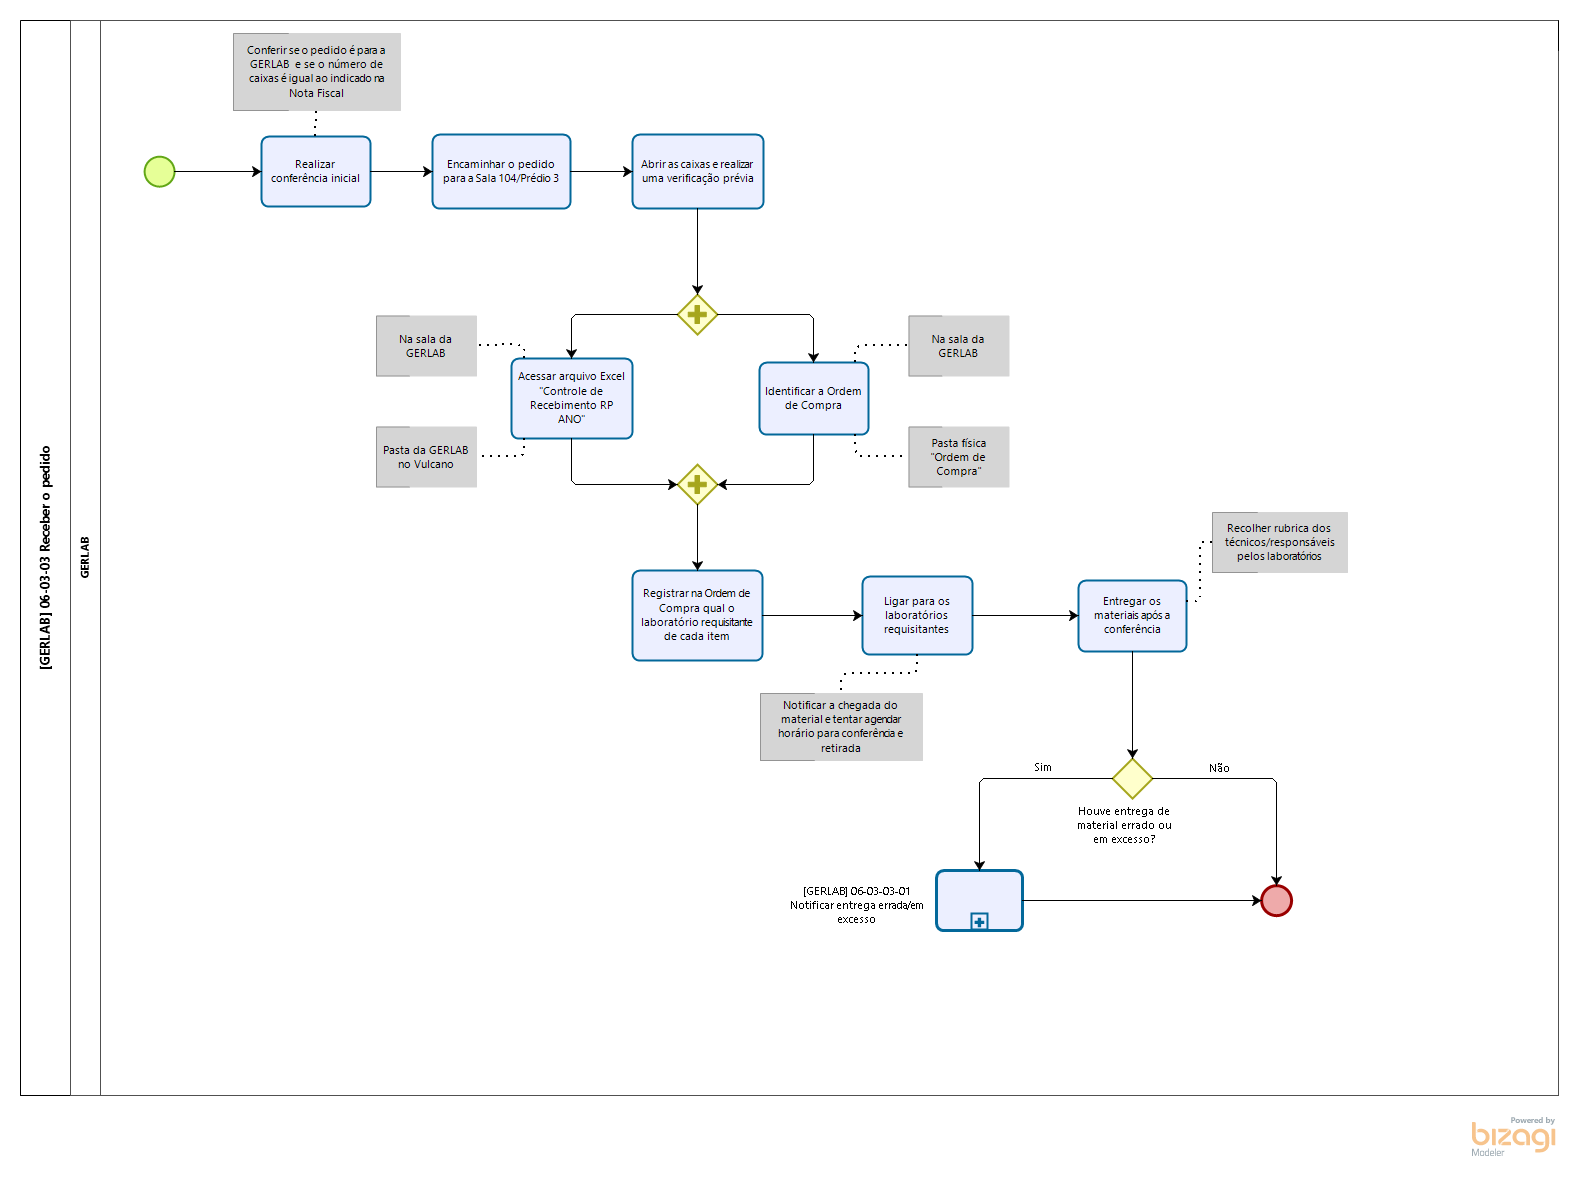 [GERLAB] 06-03-03 Receber o pedido
GERLAB
Conferir se o pedido é para a
GERLAB e se o número de
caixas é igual ao indicado na
Nota Fiscal
Realizar
conferência inicial
Encaminhar o pedido
para a Sala 104/Prédio 3
Abrir as caixas e realizar
uma verificação prévia
Na sala da
GERLAB
Acessar arquivo Excel
"Controle de
Recebimento RP
ANO"
Pasta da GERLAB
no Vulcano
Identificar a Ordem
de Compra
Na sala da
GERLAB
Pasta física
"Ordem de
Compra"
Registrar na Ordem de
Compra qual o
laboratório requisitante
de cada item
Ligar para os
laboratórios
requisitantes
Notificar a chegada do
material e tentar agendar
horário para conferência e
retirada
Entregar os
materiais após a
conferência
Recolher rubrica dos
técnicos/responsáveis
pelos laboratórios
Sim
Não
Houve entrega de
material errado ou
em excesso?
[GERLAB] 06-03-03-01
Notificar entrega errada/em
excesso
Powered by
bizagi
Modeler